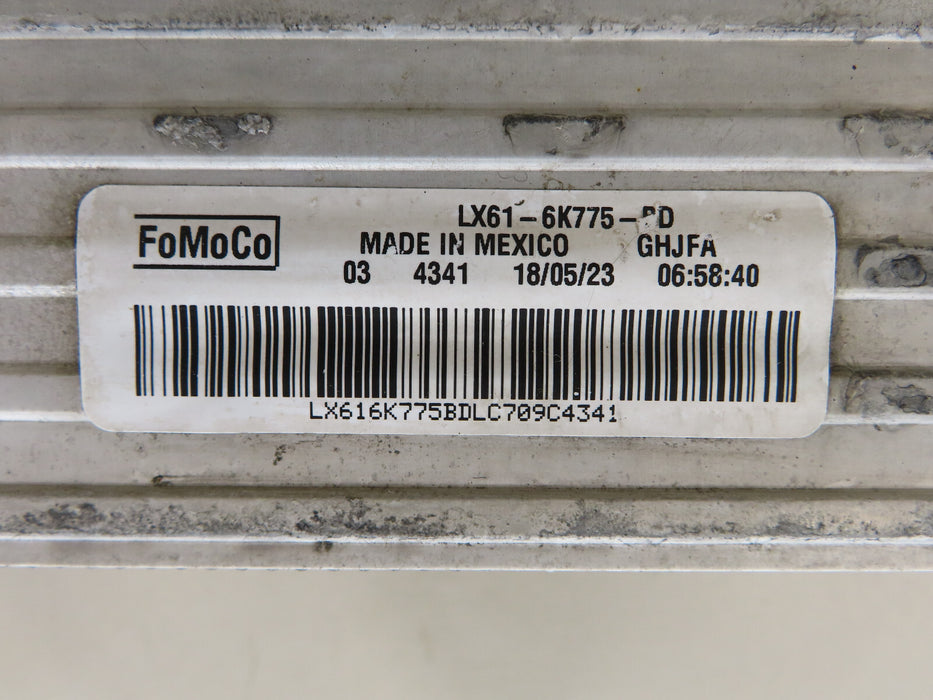 FoMoCo
LX61-6K775-BD
MADE IN MEXICO GHJFA
03 4341 18/05/23 06:58:40
LX616K775BDLC709C4341